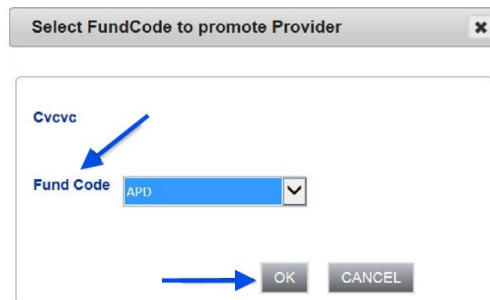 Select FundCode to promote Provider
Cvcvc
Fund Code APD
OK CANCEL